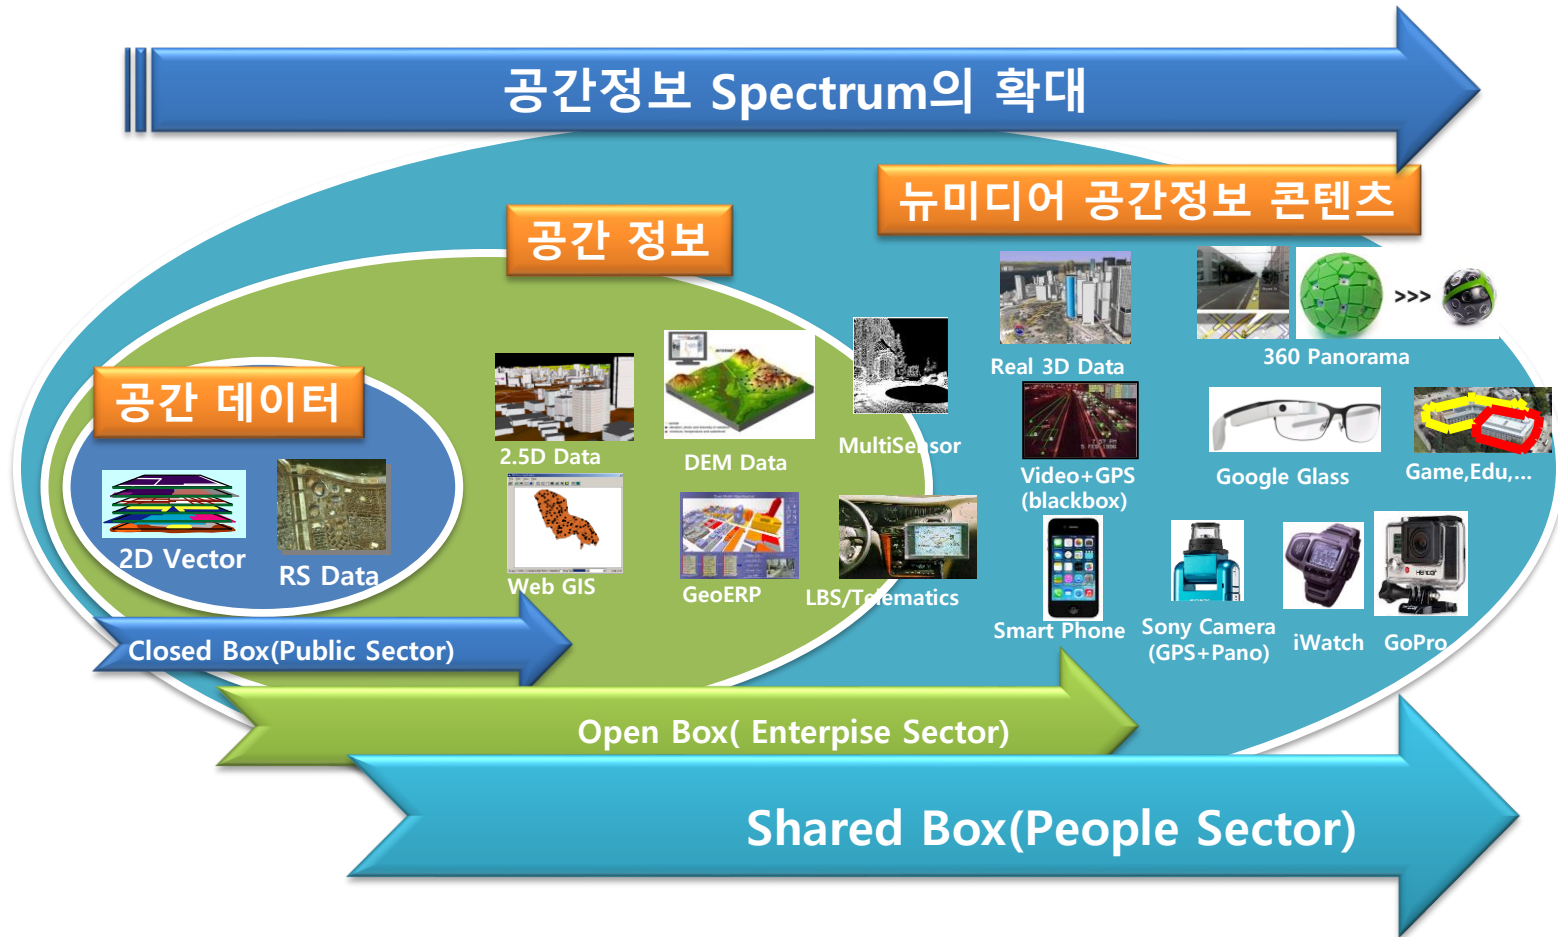 공간정보 Spectrum의 확대
뉴미디어 공간정보 콘텐츠
공간 정보
공간 데이터
2D Vector
RS Data
2.5D Data
DEM Data
MultiSensor
Web GIS
GeoERP
LBS/Telematics
Real 3D Data
>>>
360 Panorama
Video+GPS
(blackbox)
Google Glass
Game,Edu,...
Smart Phone
Sony Camera
(GPS+Pano)
iWatch
GoPro
Closed Box(Public Sector)
Open Box( Enterpise Sector)
Shared Box(People Sector)